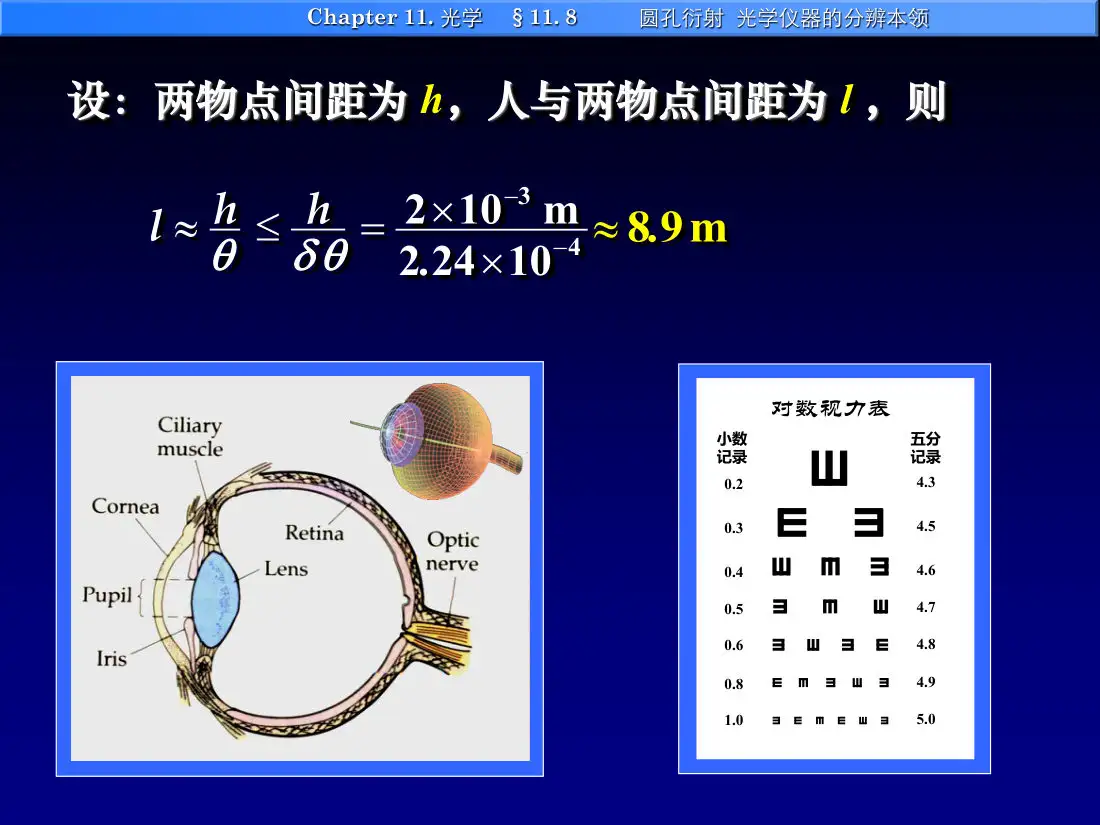 Chapter 11. 光学 §11. 8 圆孔衍射 光学仪器的分辨本领
设：两物点间距为 h，人与两物点间距为 l ，则
l ≈ h/θ ≤ h/δθ = 2×10⁻³ m / 2.24×10⁻⁴ ≈ 8.9 m
Ciliary
muscle
Cornea
Retina
Optic
nerve
Lens
Pupil
Iris
对数视力表
小数
记录
五分
记录
0.2 4.3
0.3 4.5
0.4 4.6
0.5 4.7
0.6 4.8
0.8 4.9
1.0 5.0